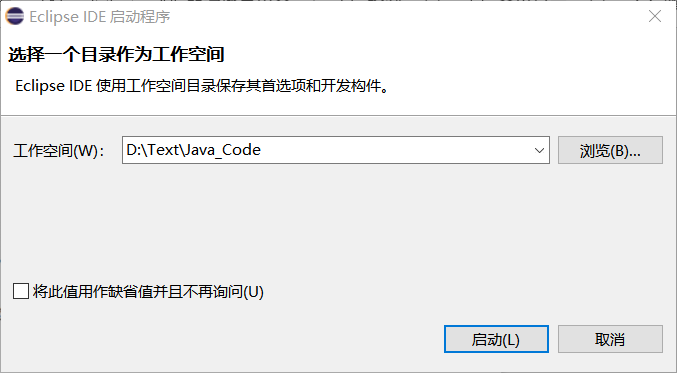 Eclipse IDE 启动程序
选择一个目录作为工作空间
Eclipse IDE 使用工作空间目录保存其首选项和开发构件。
工作空间(W)： D:\Text\Java_Code 浏览(B)...
将此值用作缺省值并且不再询问(U)
启动(L) 取消